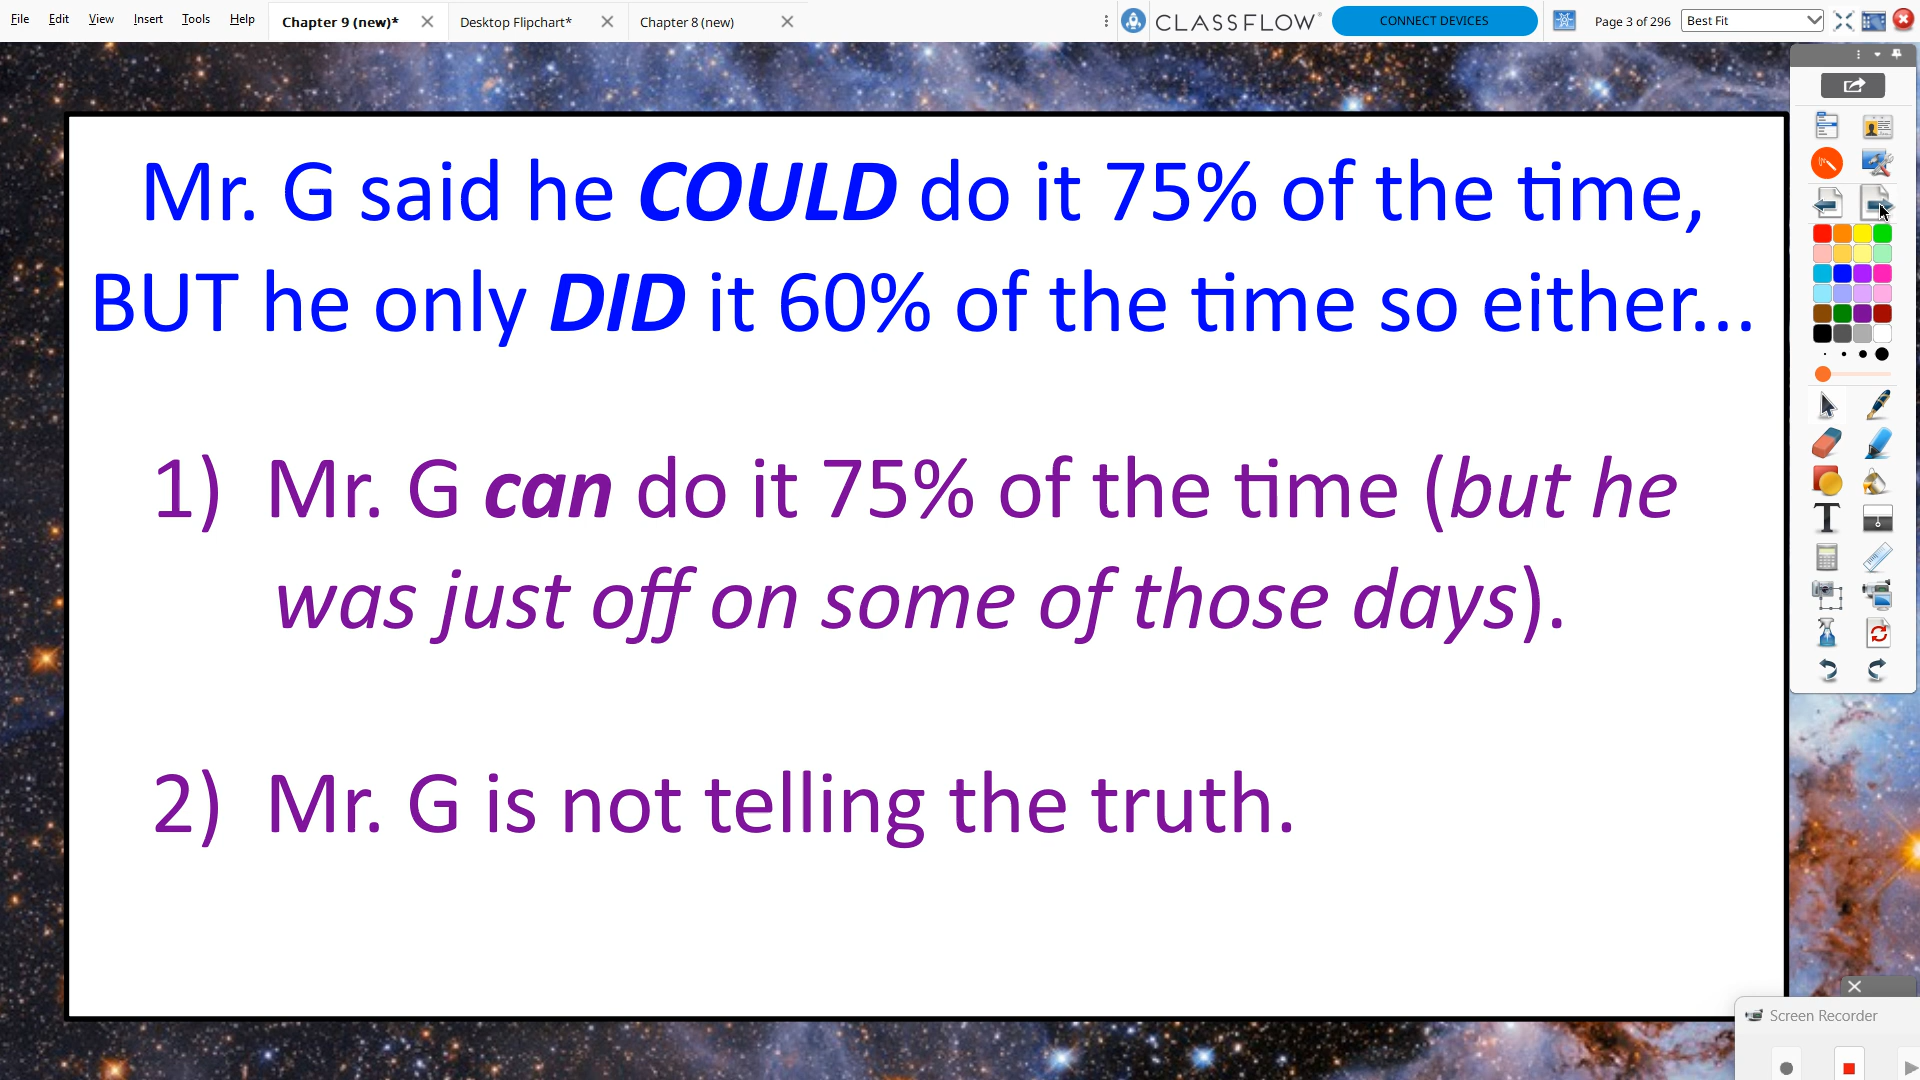 File Edit View Insert Tools Help Chapter 9 (new)* Desktop Flipchart* Chapter 8 (new) CLASSFLOW CONNECT DEVICES Page 3 of 296 Best Fit
Mr. G said he COULD do it 75% of the time,
BUT he only DID it 60% of the time so either...
1) Mr. G can do it 75% of the time (but he
was just off on some of those days).
2) Mr. G is not telling the truth.
Screen Recorder